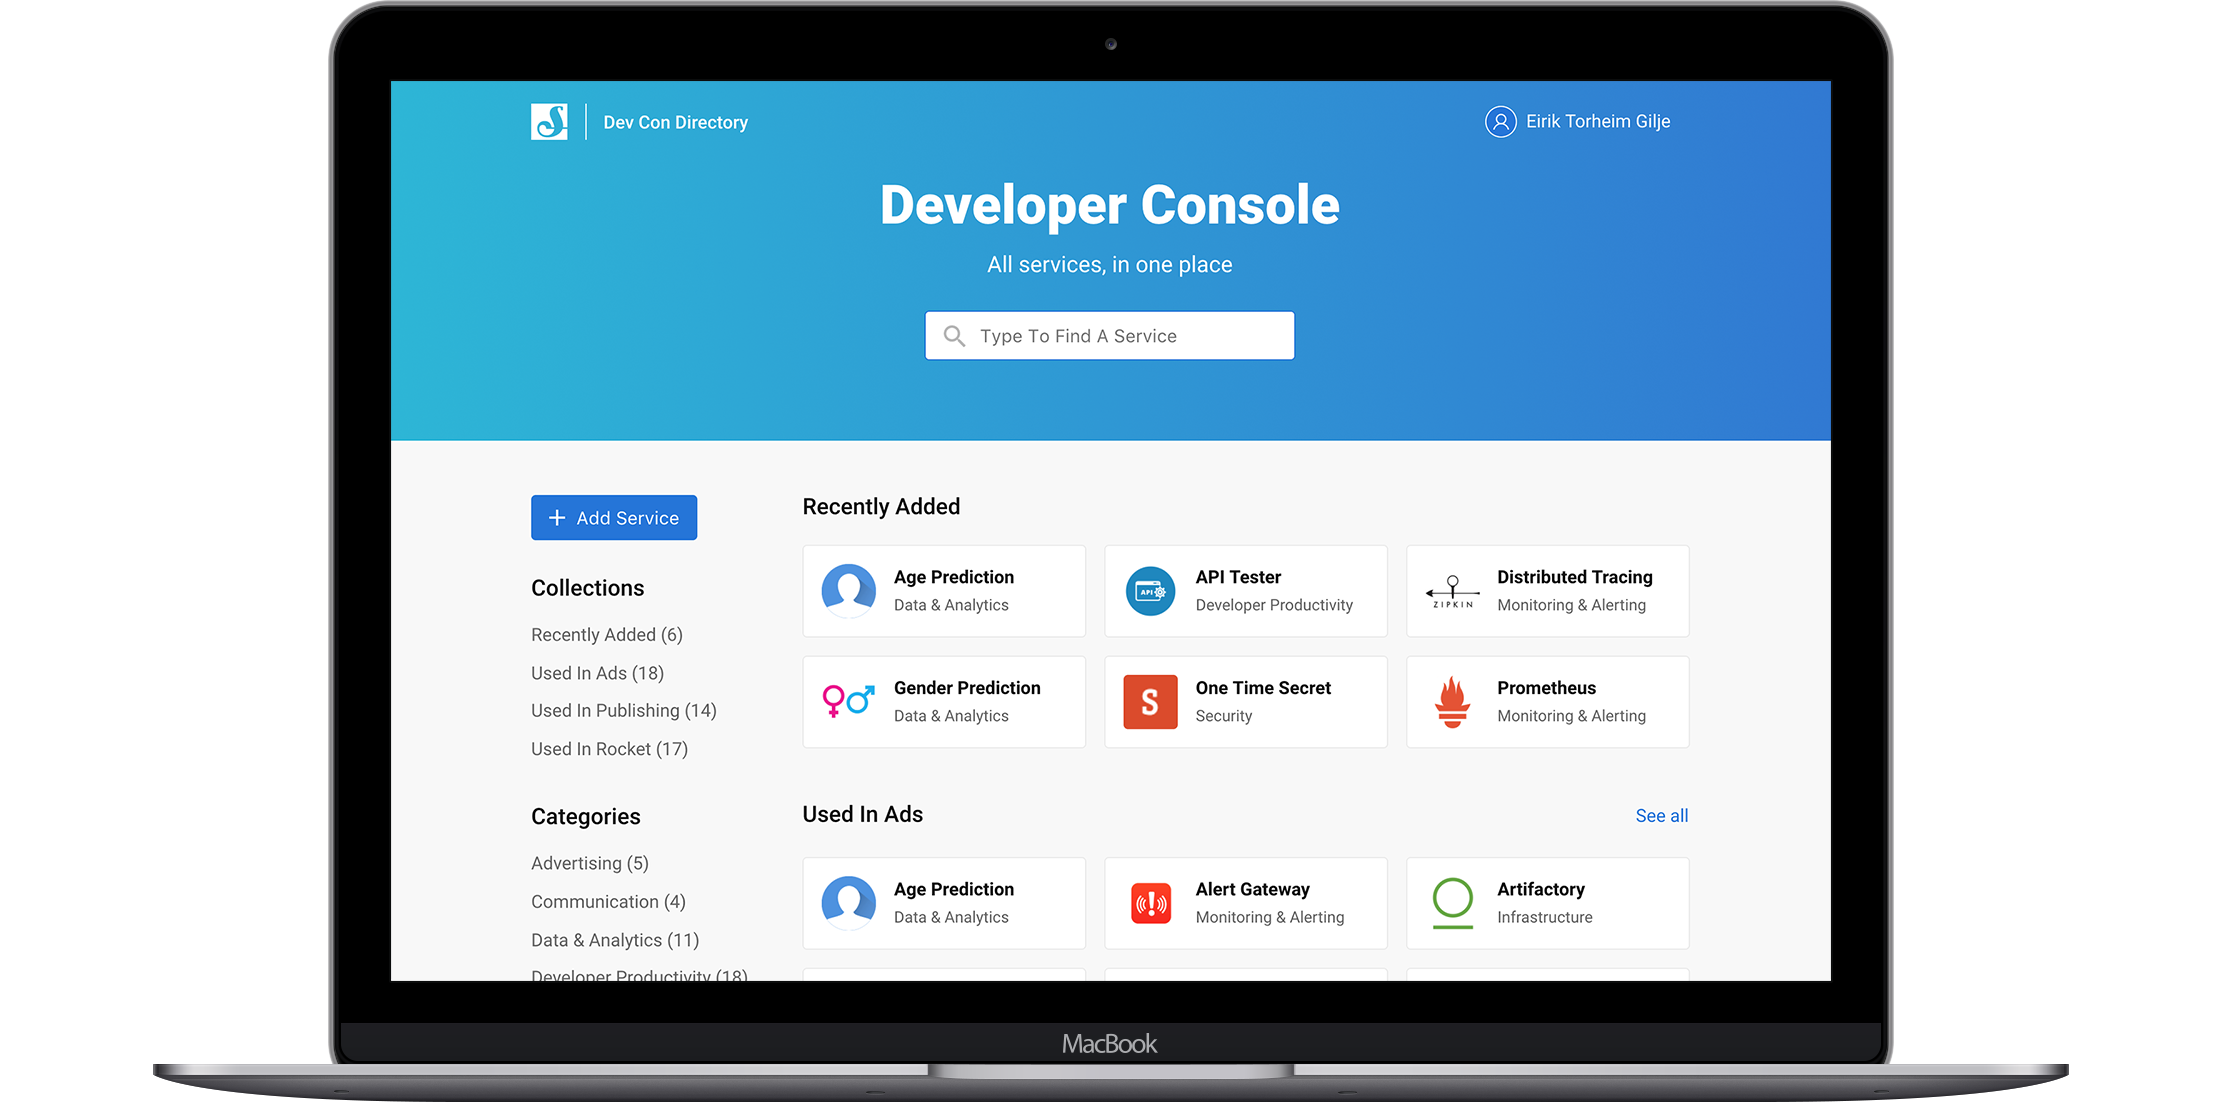 Dev Con Directory
Eirik Torheim Gilje
Developer Console
All services, in one place
Type To Find A Service
+ Add Service
Collections
Recently Added (6)
Used In Ads (18)
Used In Publishing (14)
Used In Rocket (17)
Categories
Advertising (5)
Communication (4)
Data & Analytics (11)
Developer Productivity (18)
Recently Added
Age Prediction
Data & Analytics
API
API Tester
Developer Productivity
ZIPKIN
Distributed Tracing
Monitoring & Alerting
Gender Prediction
Data & Analytics
S
One Time Secret
Security
Prometheus
Monitoring & Alerting
Used In Ads
See all
Age Prediction
Data & Analytics
Alert Gateway
Monitoring & Alerting
Artifactory
Infrastructure
MacBook